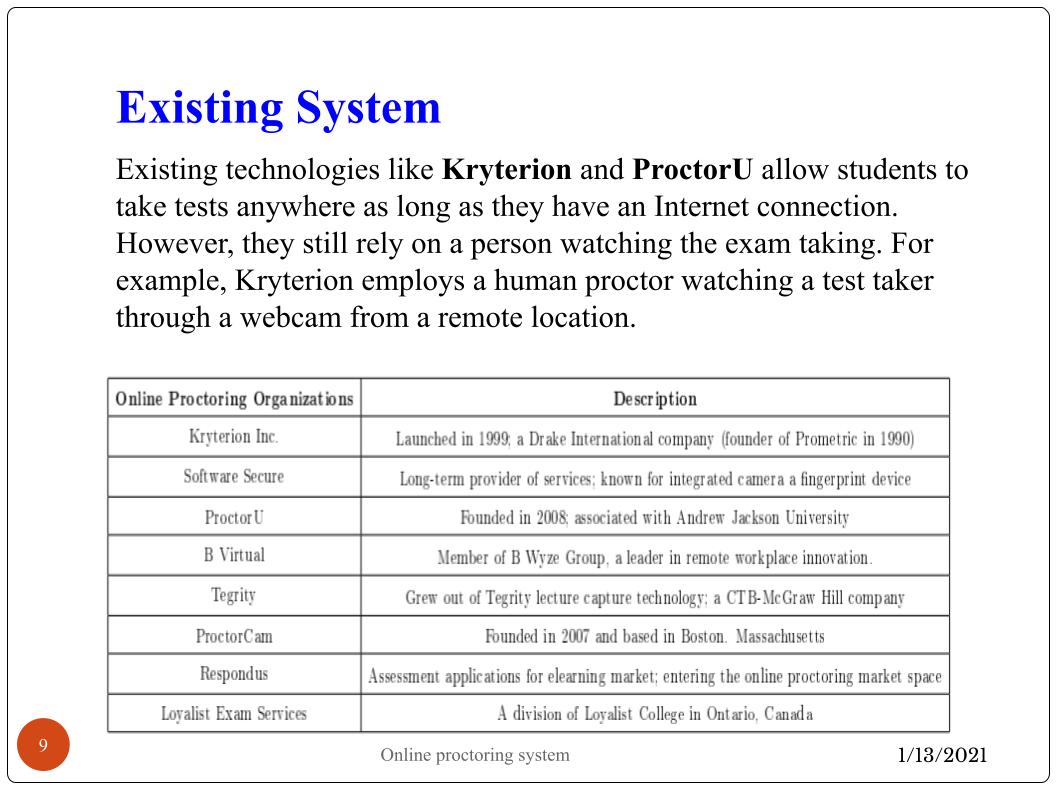 Existing System
Existing technologies like Kryterion and ProctorU allow students to
take tests anywhere as long as they have an Internet connection.
However, they still rely on a person watching the exam taking. For
example, Kryterion employs a human proctor watching a test taker
through a webcam from a remote location.
Online Proctoring Organizations Description
Kryterion Inc. Launched in 1999; a Drake International company (founder of Prometric in 1990)
Software Secure Long-term provider of services; known for integrated camera a fingerprint device
ProctorU Founded in 2008; associated with Andrew Jackson University
B Virtual Member of B Wyze Group, a leader in remote workplace innovation.
Tegrity Grew out of Tegrity lecture capture technology; a CTB-McGraw Hill company
ProctorCam Founded in 2007 and based in Boston. Massachusetts
Respondus Assessment applications for elearning market; entering the online proctoring market space
Loyalist Exam Services A division of Loyalist College in Ontario, Canada
9 Online proctoring system 1/13/2021